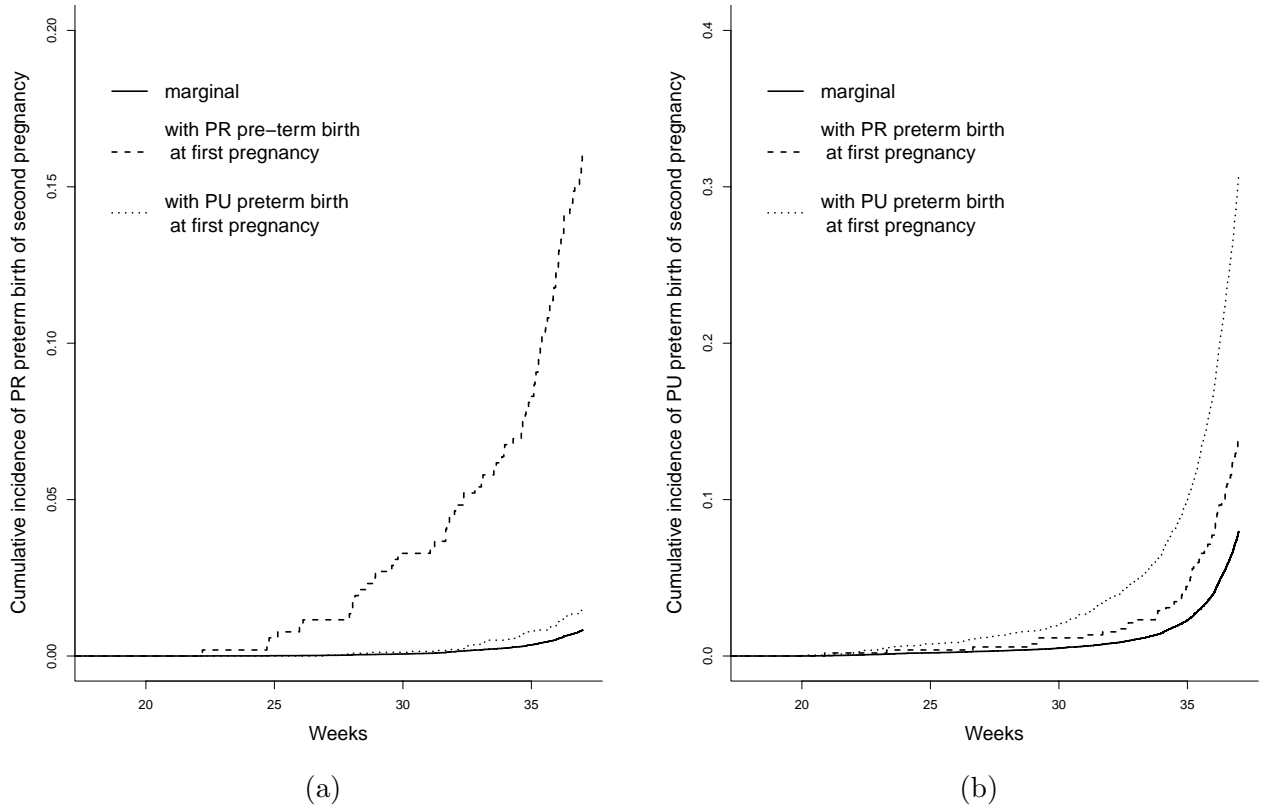 Cumulative incidence of PR preterm birth of second pregnancy
0.20
0.15
0.10
0.05
0.00
marginal
with PR pre−term birth
at first pregnancy
with PU preterm birth
at first pregnancy
20 25 30 35
Weeks
(a)
Cumulative incidence of PU preterm birth of second pregnancy
0.4
0.3
0.2
0.1
0.0
marginal
with PR preterm birth
at first pregnancy
with PU preterm birth
at first pregnancy
20 25 30 35
Weeks
(b)